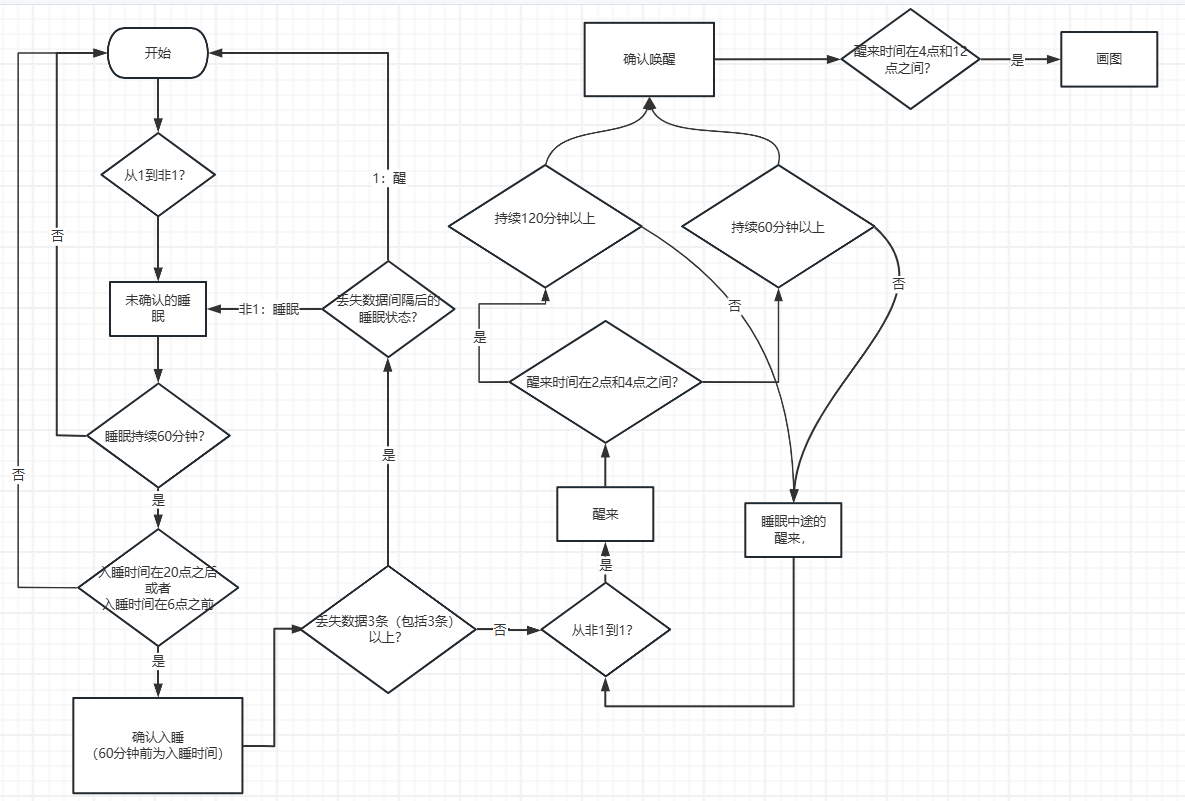 开始
从1到非1？
未确认的睡
眠
睡眠持续60分钟？
否
是
入睡时间在20点之后
或者
入睡时间在6点之前
否
是
确认入睡
（60分钟前为入睡时间）
丢失数据3条（包括3条）
以上？
是
否
丢失数据间隔后的
睡眠状态？
非1：睡眠
1：醒
从非1到1？
是
醒来
醒来时间在2点和4点之间？
是
持续120分钟以上
否
持续60分钟以上
否
睡眠中途的
醒来，
确认唤醒
醒来时间在4点和12
点之间？
是
画图